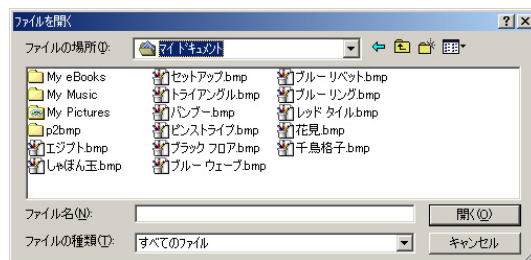 ファイルを開く
ファイルの場所(I): マイ ドキュメント
My eBooks
My Music
My Pictures
p2bmp
エジプト.bmp
しゃぼん玉.bmp
セットアップ.bmp
トライアングル.bmp
バンブー.bmp
ピンストライプ.bmp
ブラック フロア.bmp
ブルー ウェーブ.bmp
ブルー リベット.bmp
ブルー リング.bmp
レッド タイル.bmp
花見.bmp
千鳥格子.bmp
ファイル名(N): 開く(O)
ファイルの種類(T): すべてのファイル キャンセル